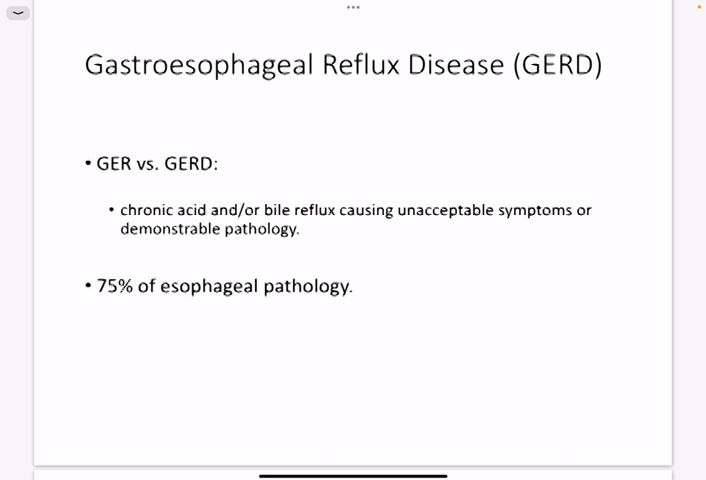 Gastroesophageal Reflux Disease (GERD)
• GER vs. GERD:
• chronic acid and/or bile reflux causing unacceptable symptoms or
demonstrable pathology.
• 75% of esophageal pathology.